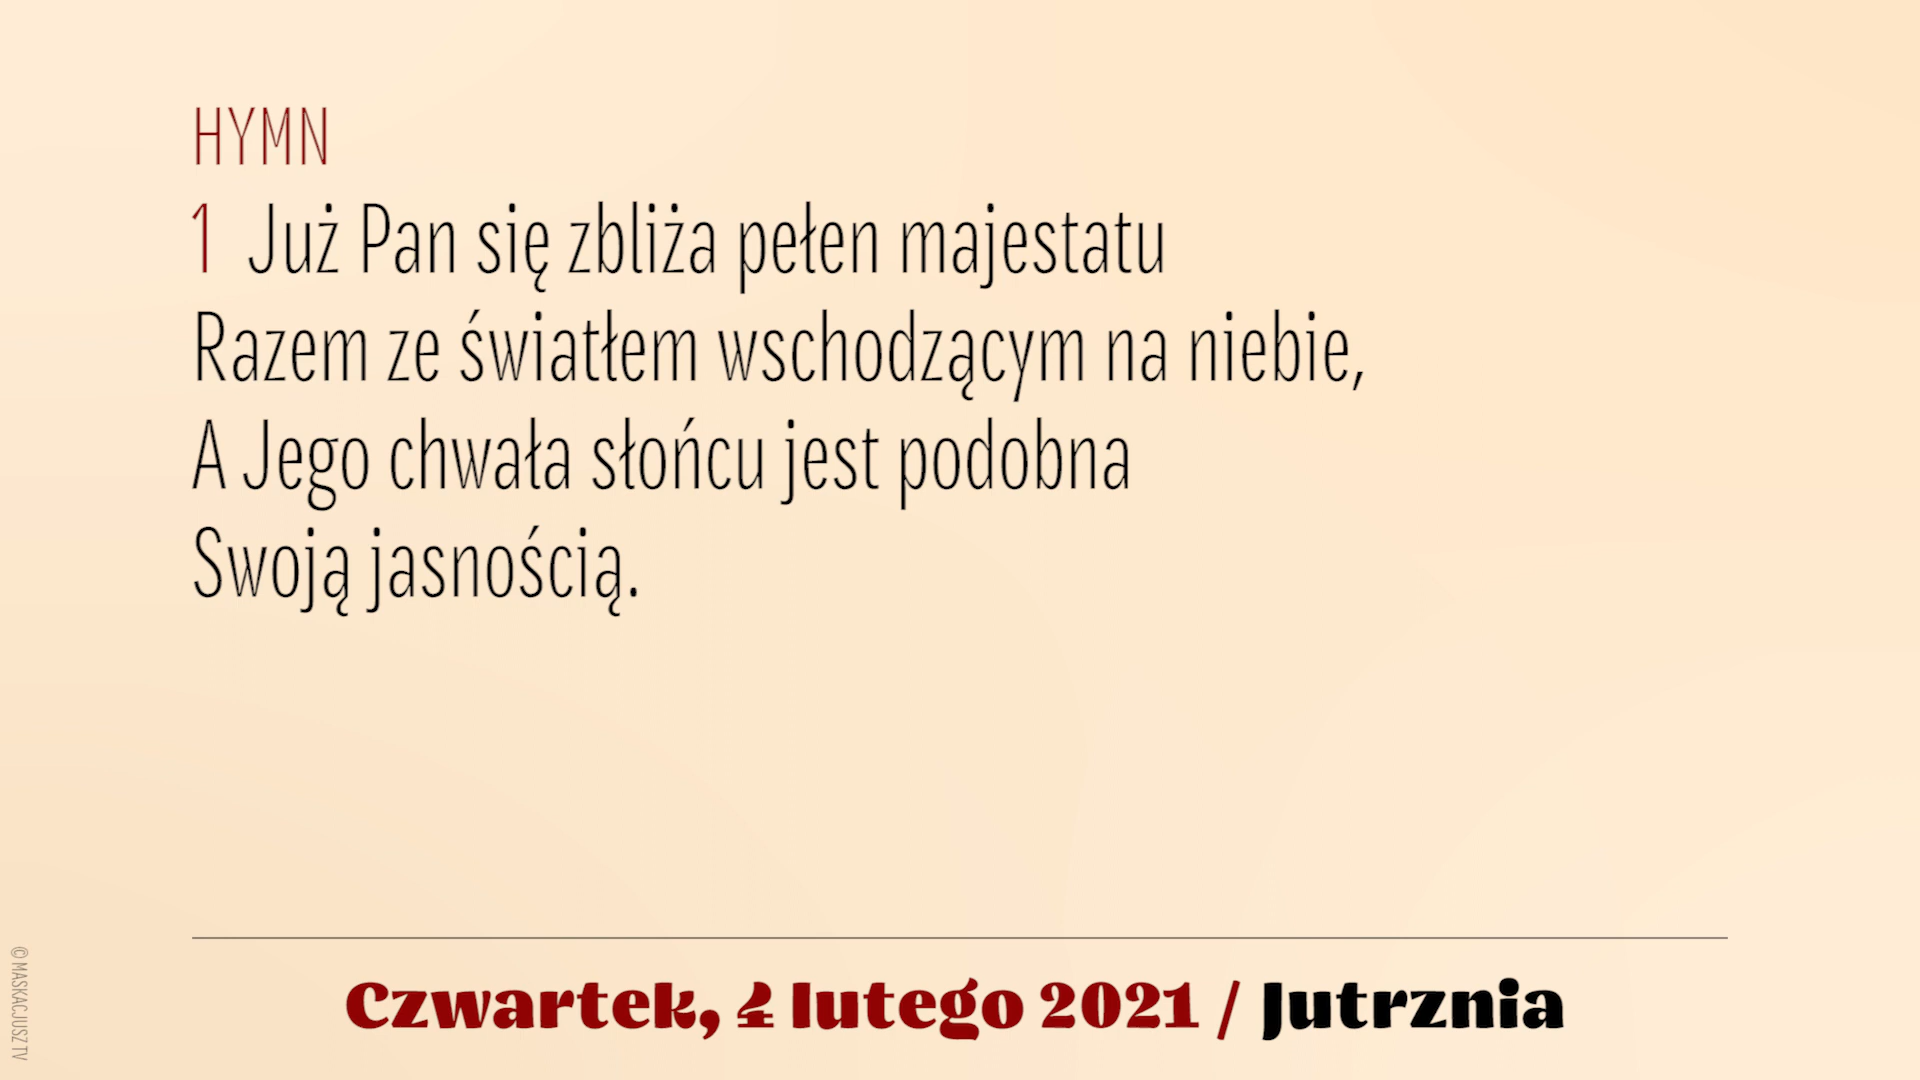 HYMN
1 Już Pan się zbliża pełen majestatu
Razem ze światłem wschodzącym na niebie,
A Jego chwała słońcu jest podobna
Swoją jasnością.
Czwartek, 4 lutego 2021 / Jutrznia
© MASKACJUSZ TV